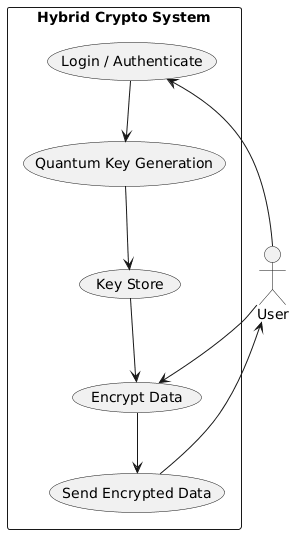 Hybrid Crypto System
Login / Authenticate
Quantum Key Generation
Key Store
User
Encrypt Data
Send Encrypted Data